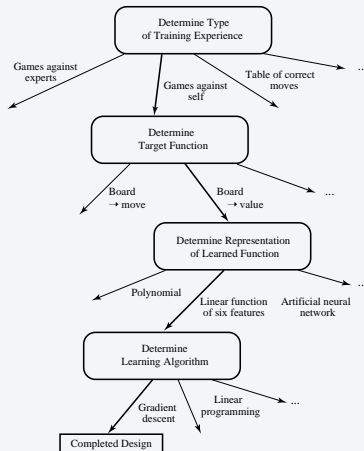 Determine Type
of Training Experience
Games against
experts
Games against
self
Table of correct
moves
...
Determine
Target Function
Board
→ move
Board
→ value
...
Determine Representation
of Learned Function
...
Polynomial
Linear function
of six features
Artificial neural
network
Determine
Learning Algorithm
Gradient
descent
Linear
programming
...
Completed Design